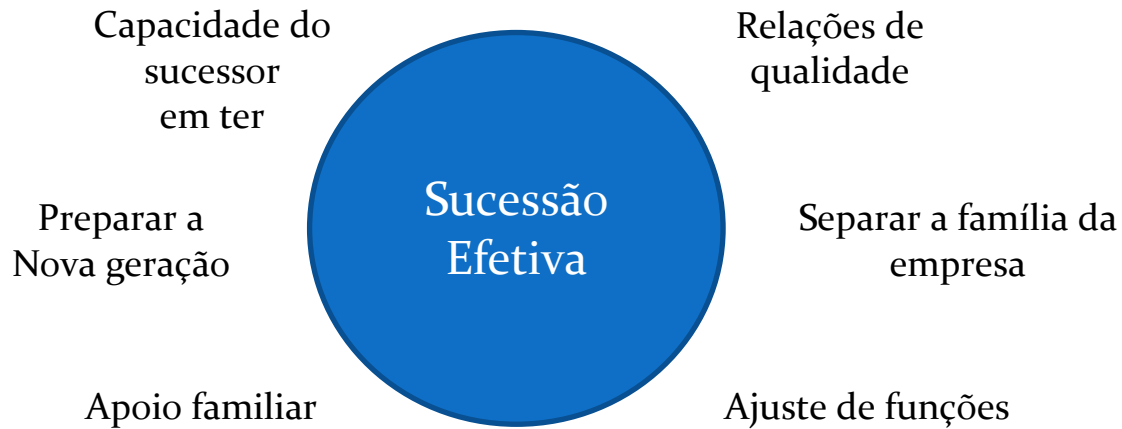 Capacidade do
sucessor
em ter
Relações de
qualidade
Preparar a
Nova geração
Sucessão
Efetiva
Separar a família da
empresa
Apoio familiar
Ajuste de funções